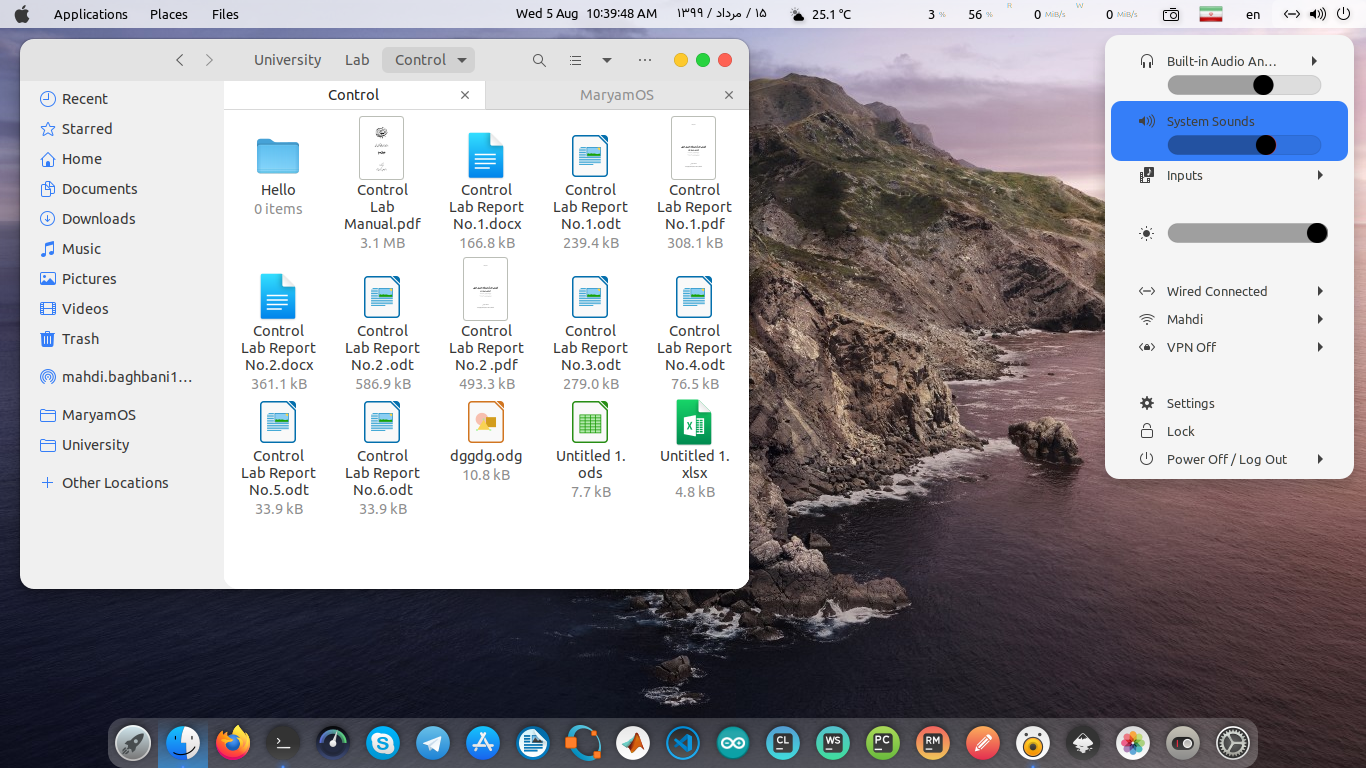 Applications Places Files Wed 5 Aug 10:39:48 AM ۱۵ / مرداد / ۱۳۹۹ 25.1 °C 3 % 56 % R 0 MiB/s W 0 MiB/s en
University Lab Control
Control MaryamOS
Recent
Starred
Home
Documents
Downloads
Music
Pictures
Videos
Trash
mahdi.baghbani1…
MaryamOS
University
Other Locations
Hello
0 items
Control
Lab
Manual.pdf
3.1 MB
Control
Lab Report
No.1.docx
166.8 kB
Control
Lab Report
No.1.odt
239.4 kB
Control
Lab Report
No.1.pdf
308.1 kB
Control
Lab Report
No.2.docx
361.1 kB
Control
Lab Report
No.2 .odt
586.9 kB
Control
Lab Report
No.2 .pdf
493.3 kB
Control
Lab Report
No.3.odt
279.0 kB
Control
Lab Report
No.4.odt
76.5 kB
Control
Lab Report
No.5.odt
33.9 kB
Control
Lab Report
No.6.odt
33.9 kB
dggdg.odg
10.8 kB
Untitled 1.
ods
7.7 kB
Untitled 1.
xlsx
4.8 kB
Built-in Audio An…
System Sounds
Inputs
Wired Connected
Mahdi
VPN Off
Settings
Lock
Power Off / Log Out
CL WS PC RM